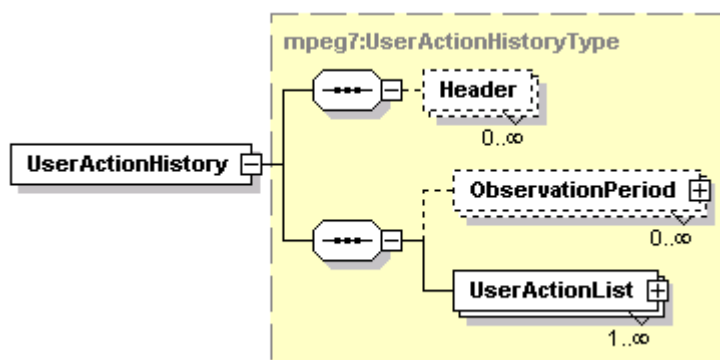 mpeg7:UserActionHistoryType
Header
0..∞
UserActionHistory
ObservationPeriod
0..∞
UserActionList
1..∞